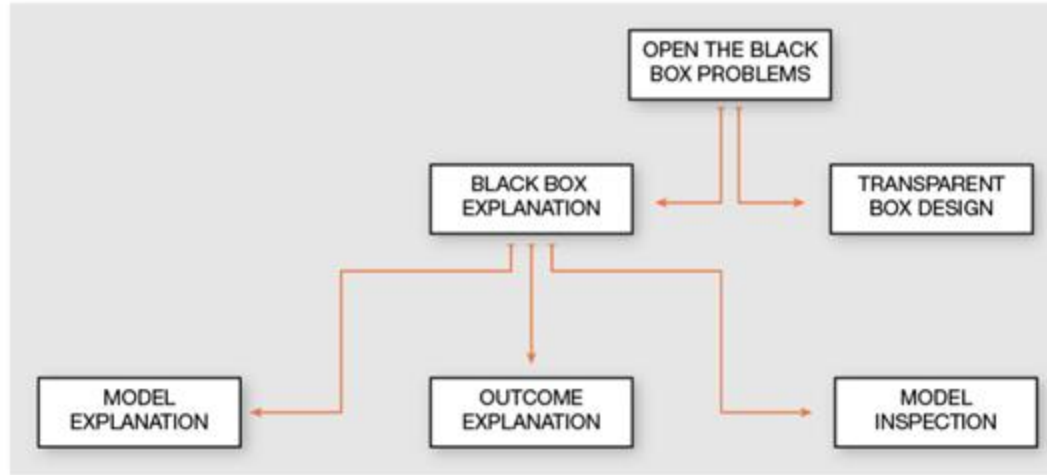 OPEN THE BLACK
BOX PROBLEMS
BLACK BOX
EXPLANATION
TRANSPARENT
BOX DESIGN
MODEL
EXPLANATION
OUTCOME
EXPLANATION
MODEL
INSPECTION